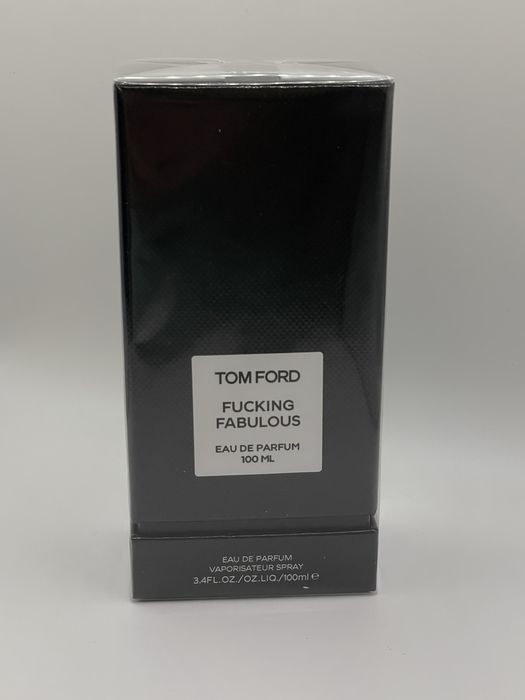 TOM FORD
FUCKING
FABULOUS
EAU DE PARFUM
100 ML
EAU DE PARFUM
VAPORISATEUR SPRAY
3.4FL.OZ./OZ.LIQ./100ml ℮